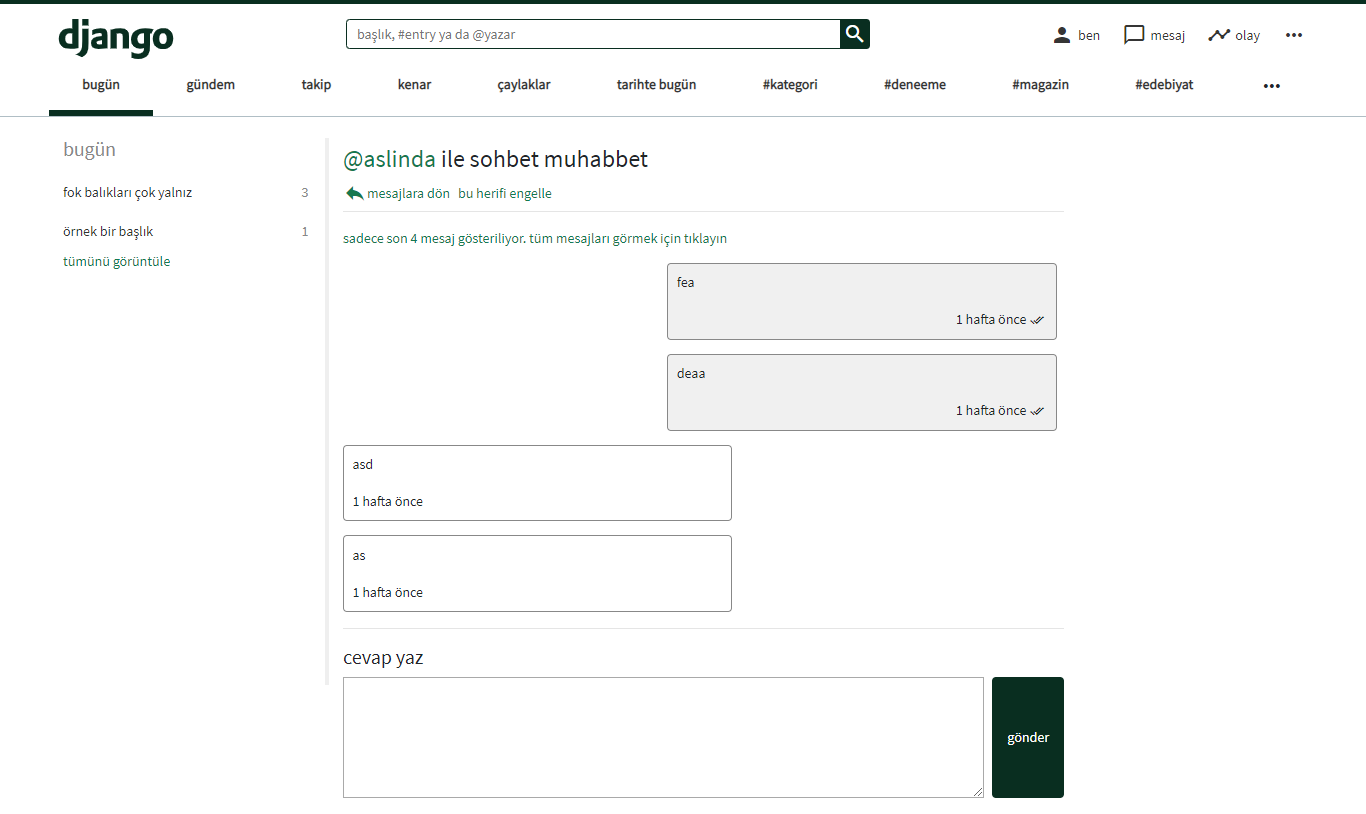 django
başlık, #entry ya da @yazar
ben
mesaj
olay
bugün
gündem
takip
kenar
çaylaklar
tarihte bugün
#kategori
#deneeme
#magazin
#edebiyat
bugün
fok balıkları çok yalnız 3
örnek bir başlık 1
tümünü görüntüle
@aslinda ile sohbet muhabbet
mesajlara dön bu herifi engelle
sadece son 4 mesaj gösteriliyor. tüm mesajları görmek için tıklayın
fea
1 hafta önce
deaa
1 hafta önce
asd
1 hafta önce
as
1 hafta önce
cevap yaz
gönder